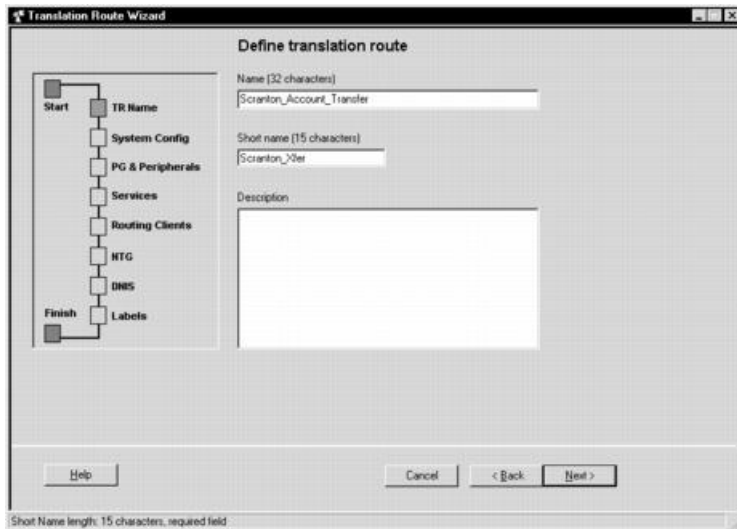 Translation Route Wizard
Define translation route
Start
TR Name
System Config
PG & Peripherals
Services
Routing Clients
NTG
DNIS
Labels
Finish
Name (32 characters)
Scranton_Account_Transfer
Short name (15 characters)
Scranton_Xfer
Description
Help
Cancel
< Back
Next >
Short Name length: 15 characters, required field